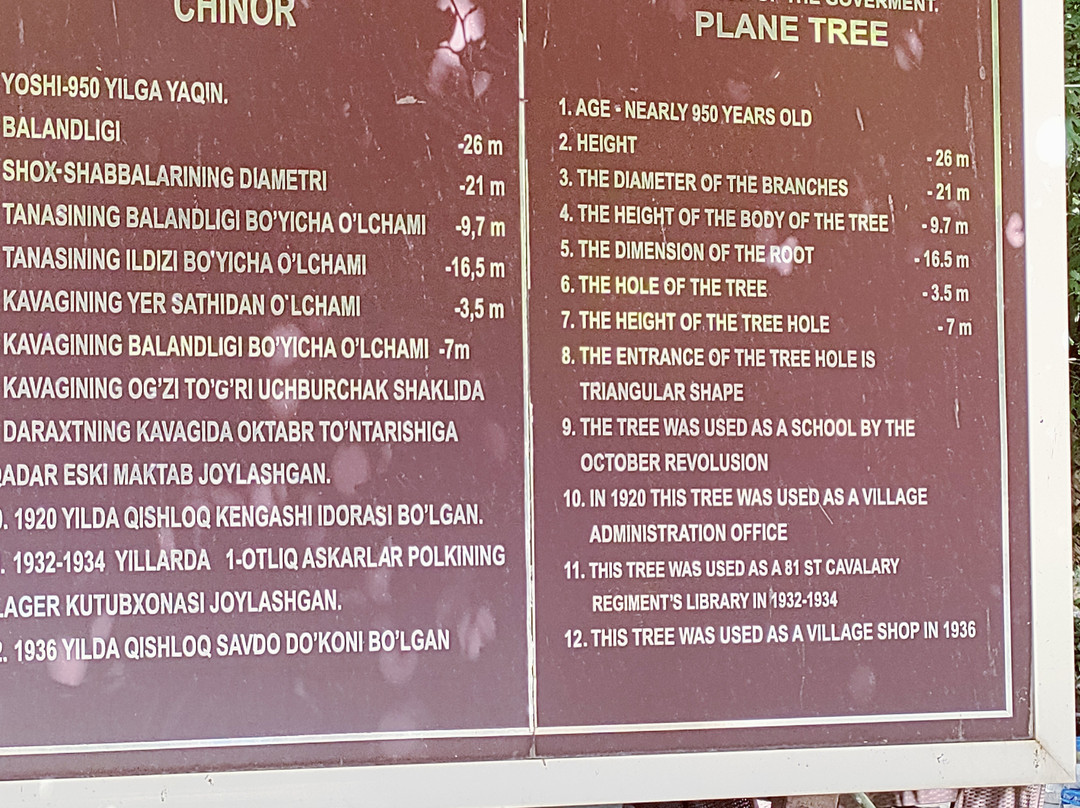 CHINOR
YOSHI-950 YILGA YAQIN.
BALANDLIGI -26 m
SHOX-SHABBALARINING DIAMETRI -21 m
TANASINING BALANDLIGI BO'YICHA O'LCHAMI -9,7 m
TANASINING ILDIZI BO'YICHA O'LCHAMI -16,5 m
KAVAGINING YER SATHIDAN O`LCHAMI -3,5 m
KAVAGINING BALANDLIGI BO'YICHA O'LCHAMI -7m
KAVAGINING OG'ZI TO'G'RI UCHBURCHAK SHAKLIDA
DARAXTNING KAVAGIDA OKTABR TO'NTARISHIGA
QADAR ESKI MAKTAB JOYLASHGAN.
. 1920 YILDA QISHLOQ KENGASHI IDORASI BO'LGAN.
. 1932-1934 YILLARDA 1-OTLIQ ASKARLAR POLKINING
LAGER KUTUBXONASI JOYLASHGAN.
. 1936 YILDA QISHLOQ SAVDO DO'KONI BO'LGAN
OF THE GOVERMENT.
PLANE TREE
1. AGE - NEARLY 950 YEARS OLD
2. HEIGHT - 26 m
3. THE DIAMETER OF THE BRANCHES - 21 m
4. THE HEIGHT OF THE BODY OF THE TREE - 9.7 m
5. THE DIMENSION OF THE ROOT - 16.5 m
6. THE HOLE OF THE TREE - 3.5 m
7. THE HEIGHT OF THE TREE HOLE - 7 m
8. THE ENTRANCE OF THE TREE HOLE IS
TRIANGULAR SHAPE
9. THE TREE WAS USED AS A SCHOOL BY THE
OCTOBER REVOLUSION
10. IN 1920 THIS TREE WAS USED AS A VILLAGE
ADMINISTRATION OFFICE
11. THIS TREE WAS USED AS A 81 ST CAVALARY
REGIMENT'S LIBRARY IN 1932-1934
12. THIS TREE WAS USED AS A VILLAGE SHOP IN 1936